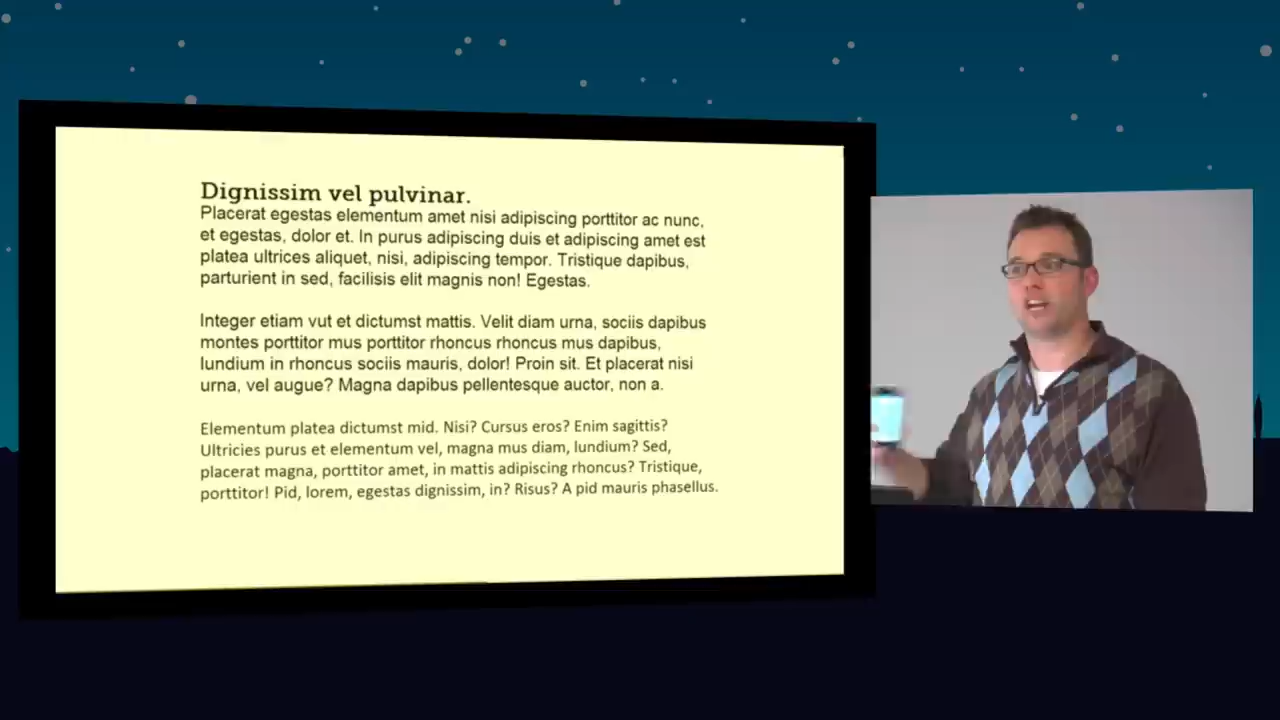 Dignissim vel pulvinar.
Placerat egestas elementum amet nisi adipiscing porttitor ac nunc,
et egestas, dolor et. In purus adipiscing duis et adipiscing amet est
platea ultrices aliquet, nisi, adipiscing tempor. Tristique dapibus,
parturient in sed, facilisis elit magnis non! Egestas.
Integer etiam vut et dictumst mattis. Velit diam urna, sociis dapibus
montes porttitor mus porttitor rhoncus rhoncus mus dapibus,
lundium in rhoncus sociis mauris, dolor! Proin sit. Et placerat nisi
urna, vel augue? Magna dapibus pellentesque auctor, non a.
Elementum platea dictumst mid. Nisi? Cursus eros? Enim sagittis?
Ultricies purus et elementum vel, magna mus diam, lundium? Sed,
placerat magna, porttitor amet, in mattis adipiscing rhoncus? Tristique,
porttitor! Pid, lorem, egestas dignissim, in? Risus? A pid mauris phasellus.